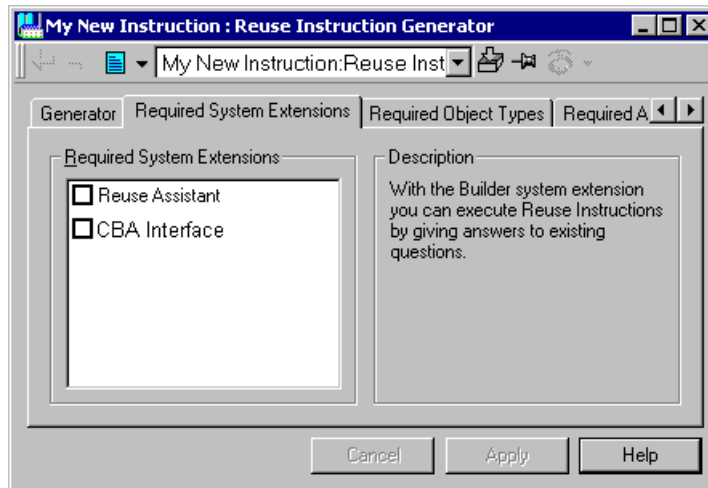 My New Instruction : Reuse Instruction Generator
My New Instruction:Reuse Inst
Generator Required System Extensions Required Object Types Required A
Required System Extensions
Reuse Assistant
CBA Interface
Description
With the Builder system extension
you can execute Reuse Instructions
by giving answers to existing
questions.
Cancel Apply Help